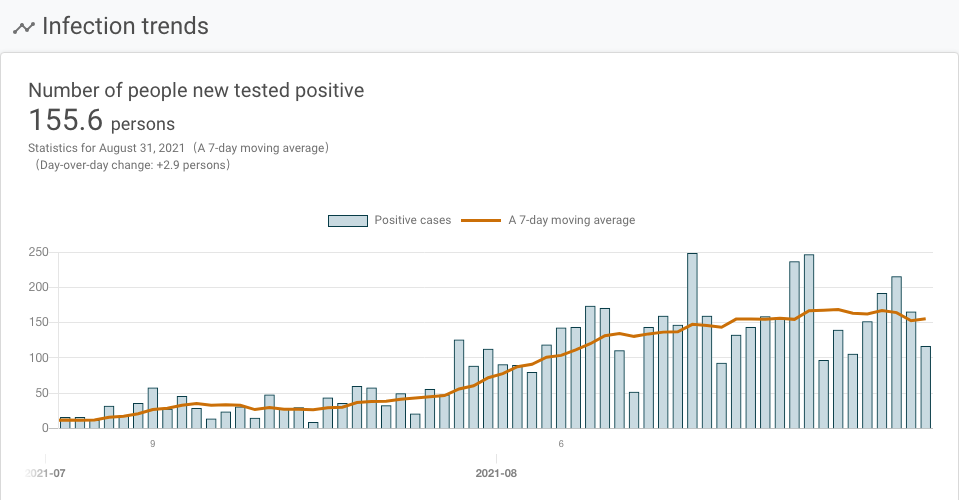 Infection trends
Number of people new tested positive
155.6 persons
Statistics for August 31, 2021 (A 7-day moving average)
(Day-over-day change: +2.9 persons)
Positive cases A 7-day moving average
250
200
150
100
50
0
9 6
2021-07 2021-08